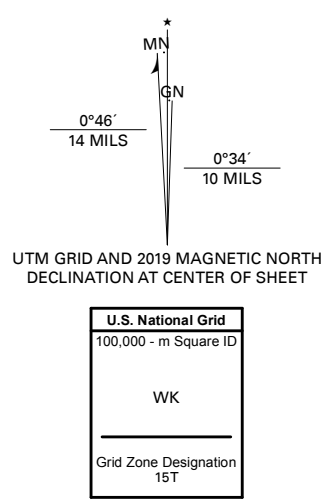 ★
MN
GN
0°46´
14 MILS
0°34´
10 MILS
UTM GRID AND 2019 MAGNETIC NORTH
DECLINATION AT CENTER OF SHEET
U.S. National Grid
100,000 - m Square ID
WK
Grid Zone Designation
15T